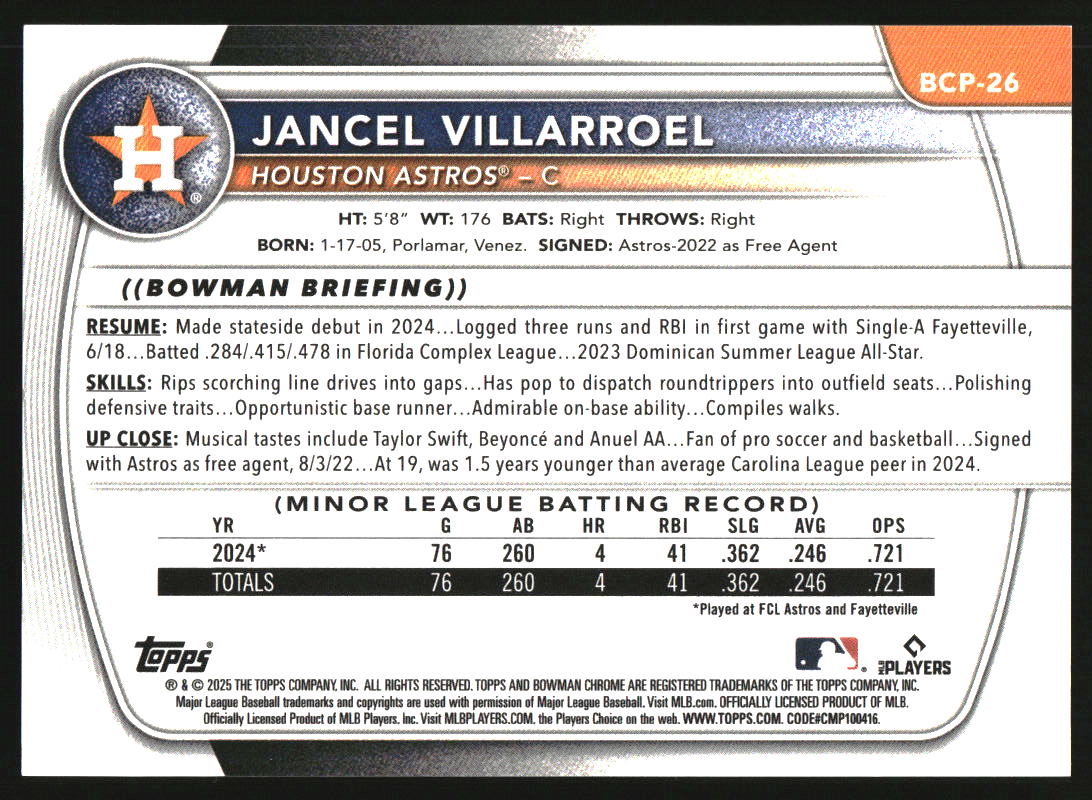 BCP-26
H
®
JANCEL VILLARROEL
HOUSTON ASTROS® – C
HT: 5'8" WT: 176 BATS: Right THROWS: Right
BORN: 1-17-05, Porlamar, Venez. SIGNED: Astros-2022 as Free Agent
((BOWMAN BRIEFING))
RESUME: Made stateside debut in 2024...Logged three runs and RBI in first game with Single-A Fayetteville,
6/18...Batted .284/.415/.478 in Florida Complex League...2023 Dominican Summer League All-Star.
SKILLS: Rips scorching line drives into gaps...Has pop to dispatch roundtrippers into outfield seats...Polishing
defensive traits...Opportunistic base runner...Admirable on-base ability...Compiles walks.
UP CLOSE: Musical tastes include Taylor Swift, Beyoncé and Anuel AA...Fan of pro soccer and basketball...Signed
with Astros as free agent, 8/3/22...At 19, was 1.5 years younger than average Carolina League peer in 2024.
(MINOR LEAGUE BATTING RECORD)
YR G AB HR RBI SLG AVG OPS
2024* 76 260 4 41 .362 .246 .721
TOTALS 76 260 4 41 .362 .246 .721
*Played at FCL Astros and Fayetteville
Topps® ® MLB PLAYERS
® & © 2025 THE TOPPS COMPANY, INC. ALL RIGHTS RESERVED. TOPPS AND BOWMAN CHROME ARE REGISTERED TRADEMARKS OF THE TOPPS COMPANY, INC.
Major League Baseball trademarks and copyrights are used with permission of Major League Baseball. Visit MLB.com. OFFICIALLY LICENSED PRODUCT OF MLB.
Officially Licensed Product of MLB Players, Inc. Visit MLBPLAYERS.COM, the Players Choice on the web. WWW.TOPPS.COM. CODE#CMP100416.